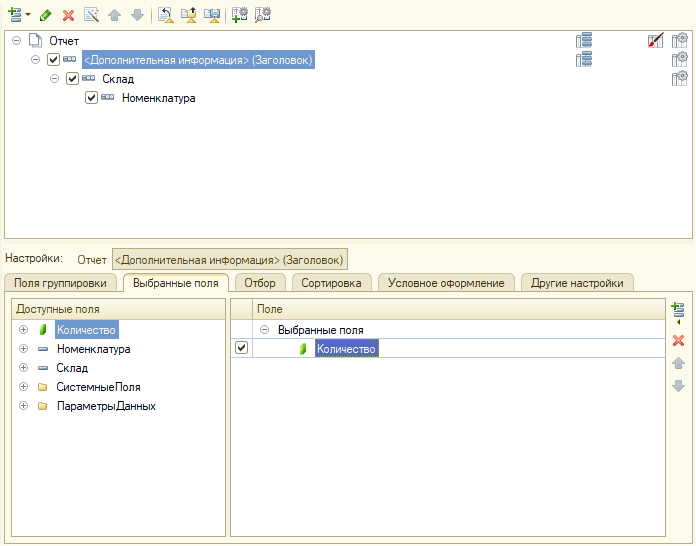 Отчет
<Дополнительная информация> (Заголовок)
Склад
Номенклатура
Настройки: Отчет <Дополнительная информация> (Заголовок)
Поля группировки Выбранные поля Отбор Сортировка Условное оформление Другие настройки
Доступные поля Поле
Количество Выбранные поля
Номенклатура Количество
Склад
СистемныеПоля
ПараметрыДанных